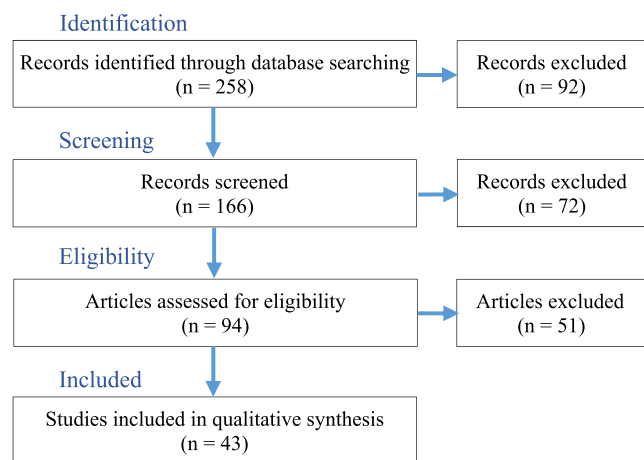 Identification
Records identified through database searching
(n = 258)
Records excluded
(n = 92)
Screening
Records screened
(n = 166)
Records excluded
(n = 72)
Eligibility
Articles assessed for eligibility
(n = 94)
Articles excluded
(n = 51)
Included
Studies included in qualitative synthesis
(n = 43)